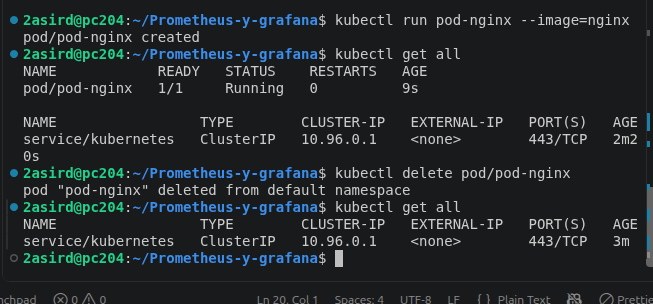 2asird@pc204:~/Prometheus-y-grafana$ kubectl run pod-nginx --image=nginx
pod/pod-nginx created
2asird@pc204:~/Prometheus-y-grafana$ kubectl get all
NAME            READY   STATUS    RESTARTS   AGE
pod/pod-nginx   1/1     Running   0          9s

NAME                 TYPE        CLUSTER-IP   EXTERNAL-IP   PORT(S)   AGE
service/kubernetes   ClusterIP   10.96.0.1    <none>        443/TCP   2m2
0s
2asird@pc204:~/Prometheus-y-grafana$ kubectl delete pod/pod-nginx
pod "pod-nginx" deleted from default namespace
2asird@pc204:~/Prometheus-y-grafana$ kubectl get all
NAME                 TYPE        CLUSTER-IP   EXTERNAL-IP   PORT(S)   AGE
service/kubernetes   ClusterIP   10.96.0.1    <none>        443/TCP   3m
2asird@pc204:~/Prometheus-y-grafana$
nchpad 0 0 Ln 20, Col 1 Spaces: 4 UTF-8 LF {} Plain Text Prettie